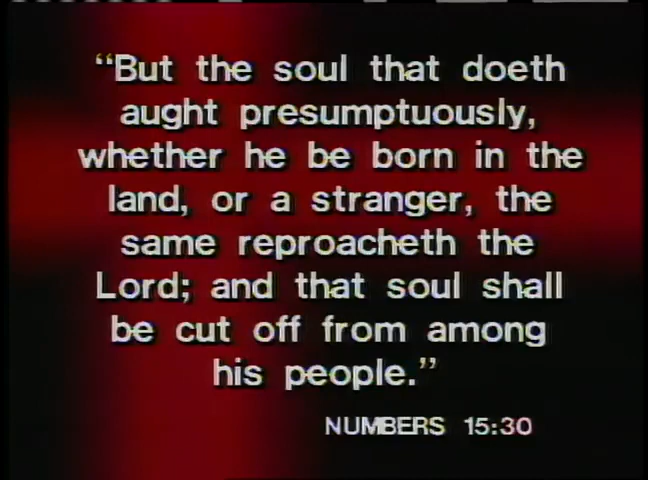 “But the soul that doeth
aught presumptuously,
whether he be born in the
land, or a stranger, the
same reproacheth the
Lord; and that soul shall
be cut off from among
his people.”
NUMBERS 15:30